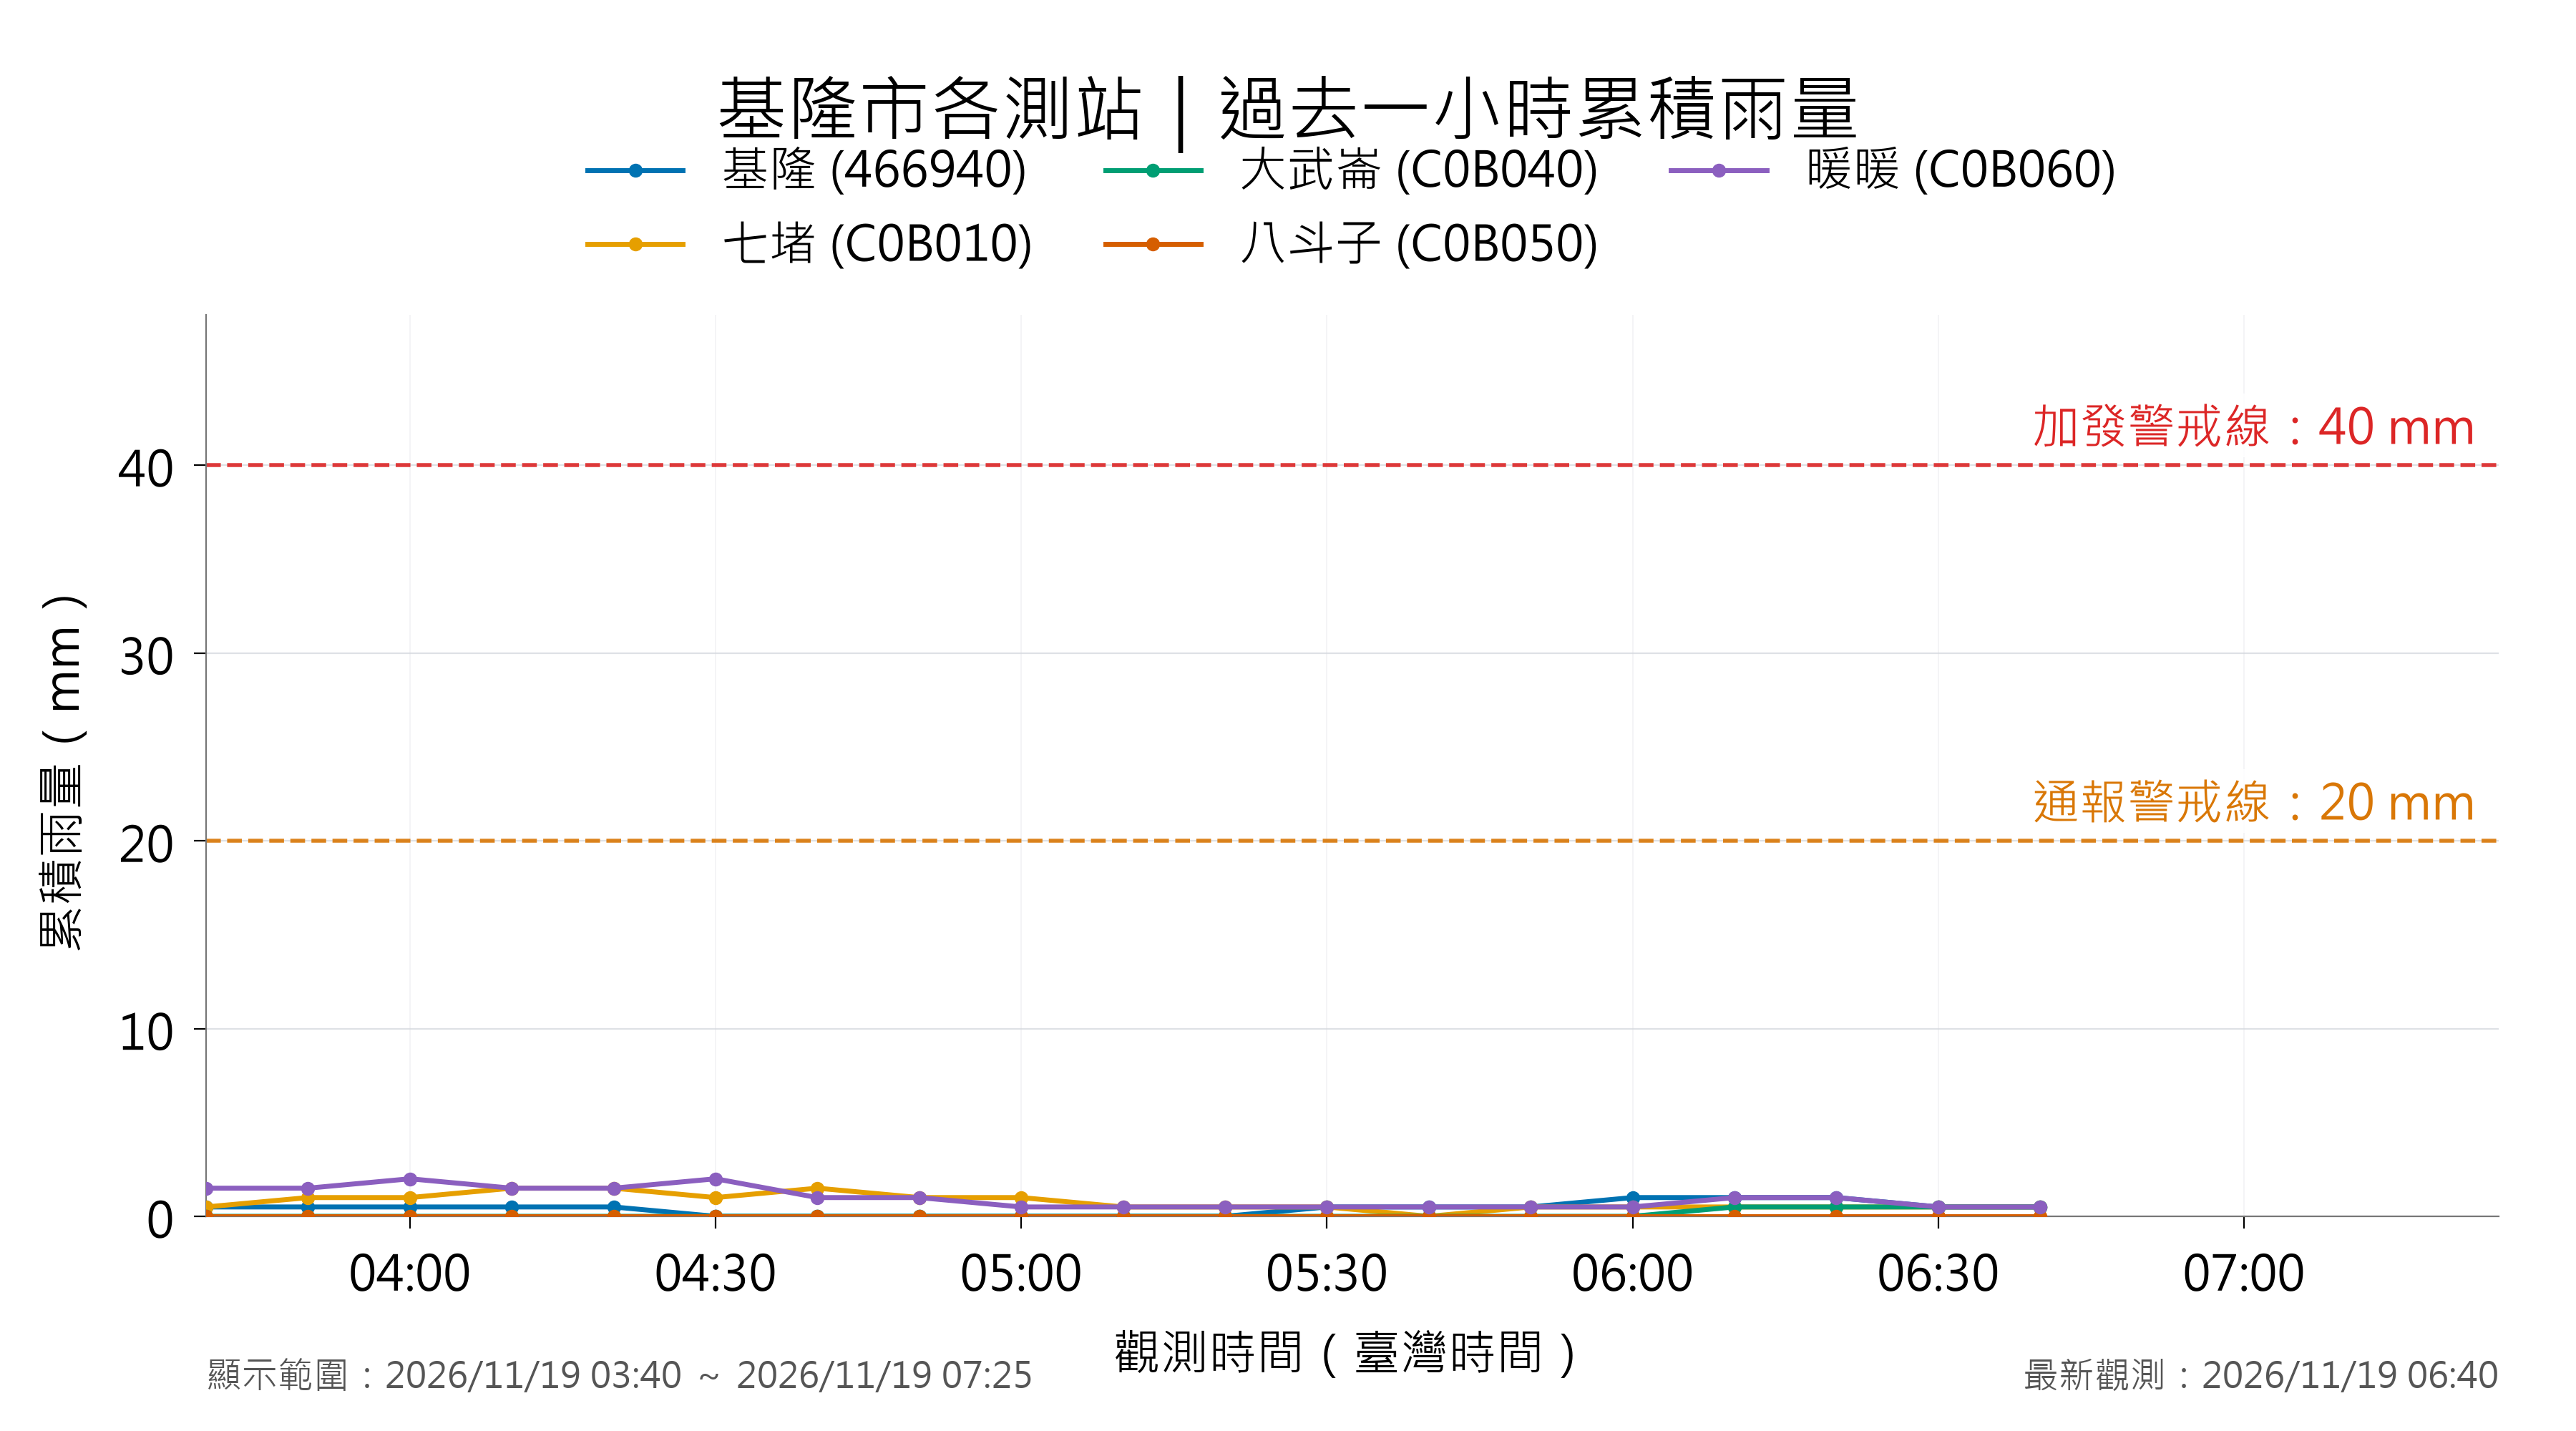 基隆市各測站｜過去一小時累積雨量
基隆 (466940)
七堵 (C0B010)
大武崙 (C0B040)
八斗子 (C0B050)
暖暖 (C0B060)
加發警戒線：40 mm
通報警戒線：20 mm
累積雨量（mm）
40
30
20
10
0
04:00
04:30
05:00
05:30
06:00
06:30
07:00
觀測時間（臺灣時間）
顯示範圍：2026/11/19 03:40 ~ 2026/11/19 07:25
最新觀測：2026/11/19 06:40